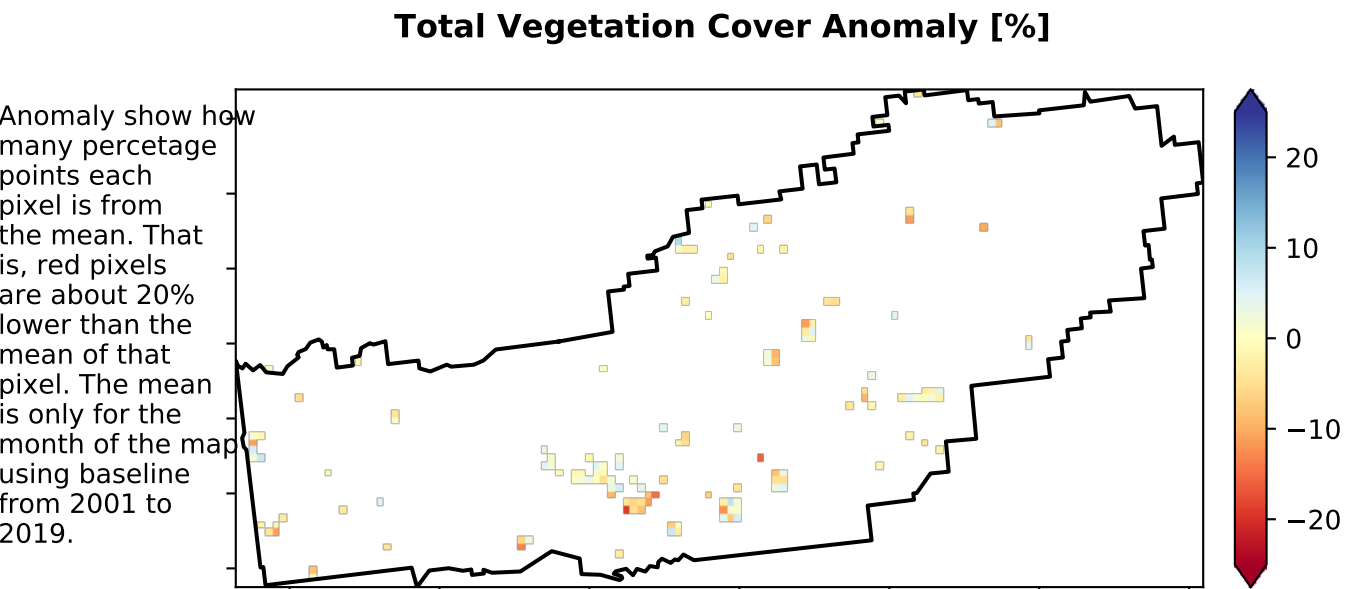 Total Vegetation Cover Anomaly [%]
Anomaly show how
many percetage
points each
pixel is from
the mean. That
is, red pixels
are about 20%
lower than the
mean of that
pixel. The mean
is only for the
month of the map
using baseline
from 2001 to
2019.
20
10
0
−10
−20